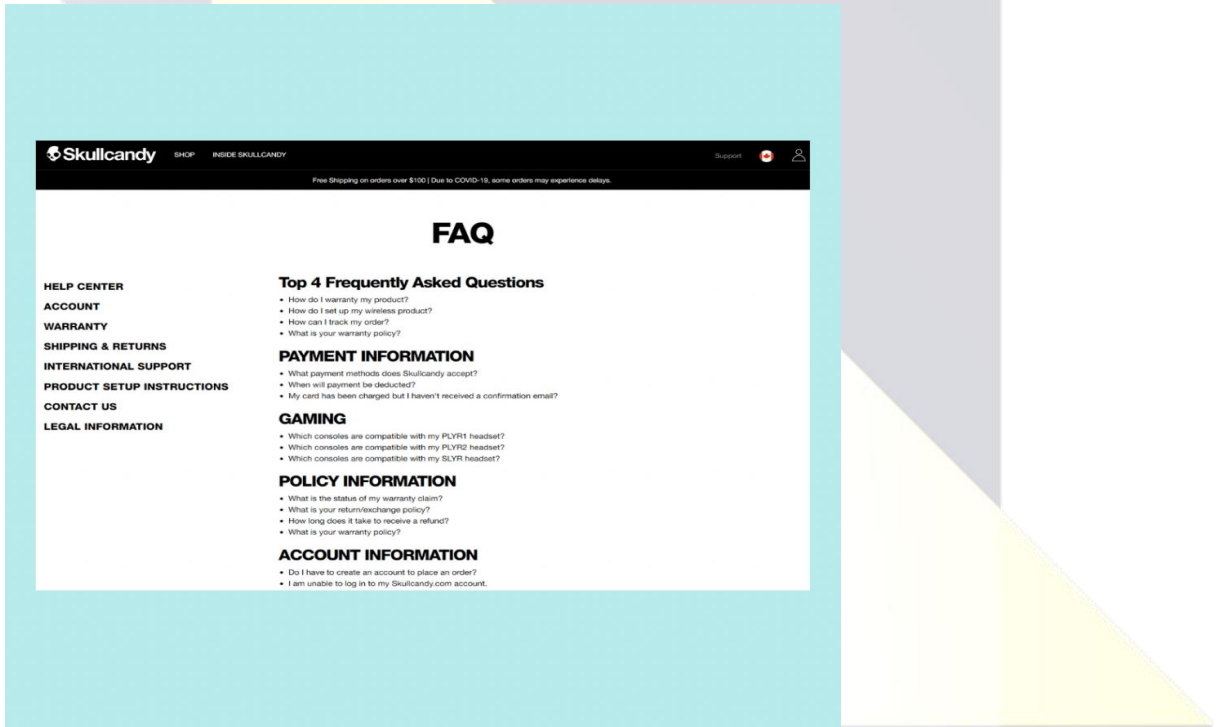 Skullcandy SHOP INSIDE SKULLCANDY Support
Free Shipping on orders over $100 | Due to COVID-19, some orders may experience delays.
FAQ
HELP CENTER
ACCOUNT
WARRANTY
SHIPPING & RETURNS
INTERNATIONAL SUPPORT
PRODUCT SETUP INSTRUCTIONS
CONTACT US
LEGAL INFORMATION
Top 4 Frequently Asked Questions
• How do I warranty my product?
• How do I set up my wireless product?
• How can I track my order?
• What is your warranty policy?
PAYMENT INFORMATION
• What payment methods does Skullcandy accept?
• When will payment be deducted?
• My card has been charged but I haven't received a confirmation email?
GAMING
• Which consoles are compatible with my PLYR1 headset?
• Which consoles are compatible with my PLYR2 headset?
• Which consoles are compatible with my SLYR headset?
POLICY INFORMATION
• What is the status of my warranty claim?
• What is your return/exchange policy?
• How long does it take to receive a refund?
• What is your warranty policy?
ACCOUNT INFORMATION
• Do I have to create an account to place an order?
• I am unable to log in to my Skullcandy.com account.